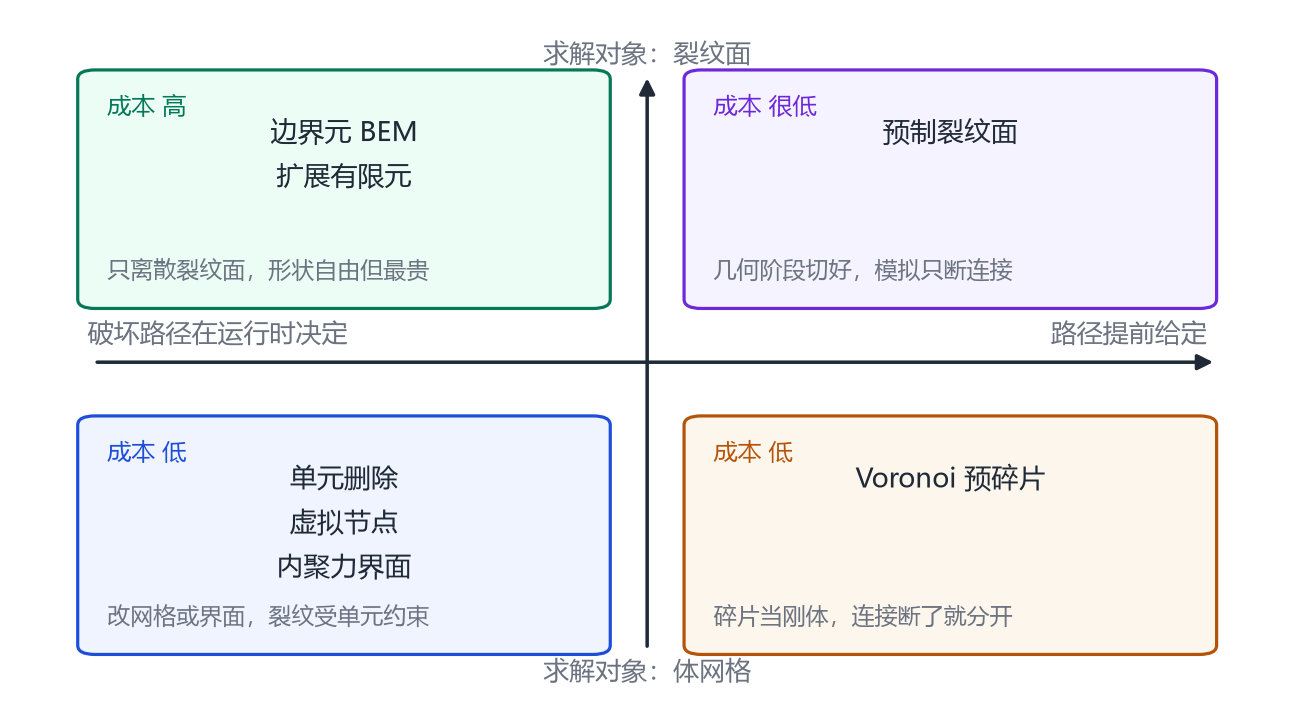 求解对象：裂纹面
成本 高
边界元 BEM
扩展有限元
只离散裂纹面，形状自由但最贵
成本 很低
预制裂纹面
几何阶段切好，模拟只断连接
破坏路径在运行时决定
路径提前给定
成本 低
单元删除
虚拟节点
内聚力界面
改网格或界面，裂纹受单元约束
成本 低
Voronoi 预碎片
碎片当刚体，连接断了就分开
求解对象：体网格